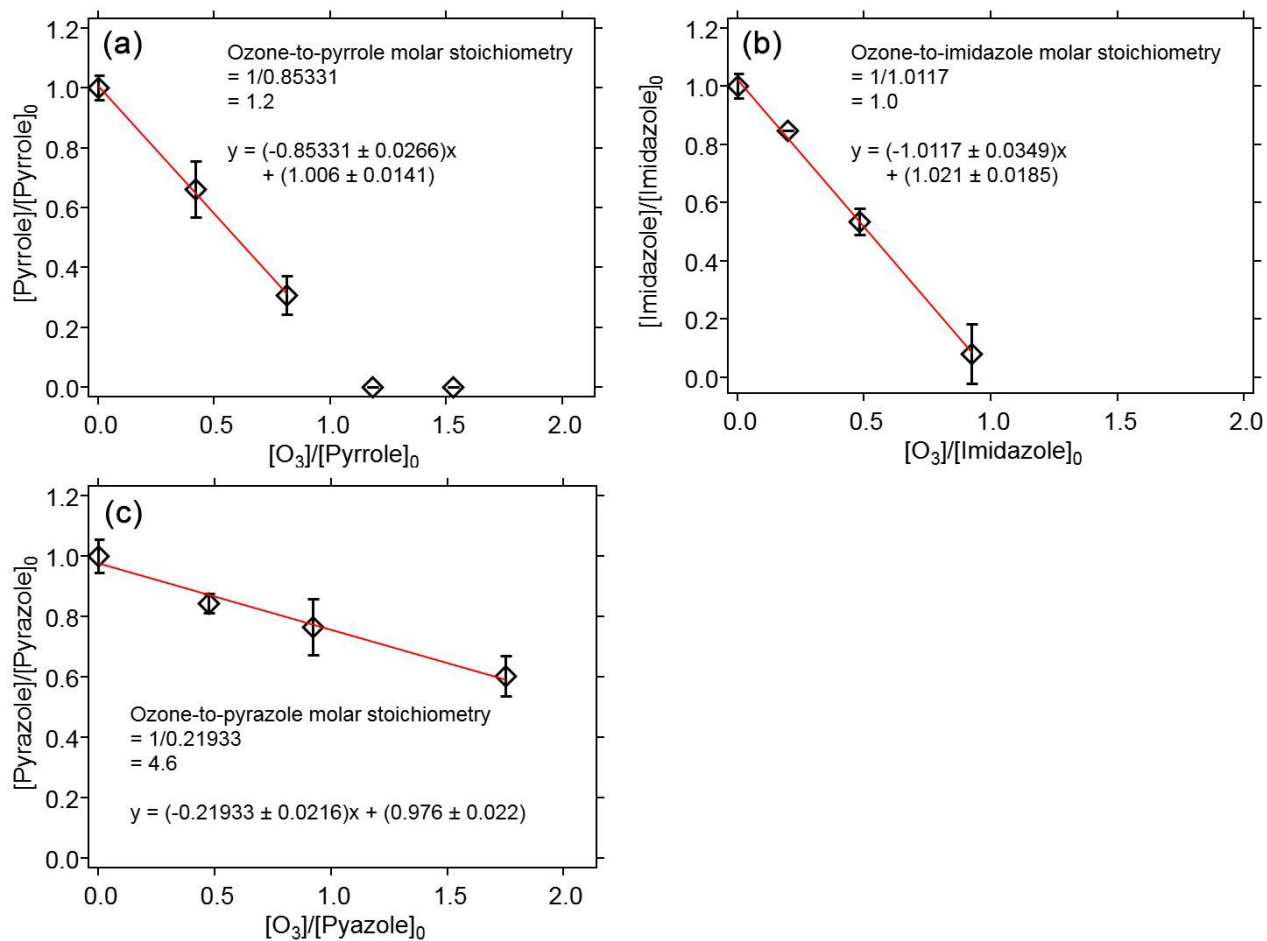 (a)
Ozone-to-pyrrole molar stoichiometry
= 1/0.85331
= 1.2
y = (-0.85331 ± 0.0266)x
+ (1.006 ± 0.0141)
[Pyrrole]/[Pyrrole]₀
1.2
1.0
0.8
0.6
0.4
0.2
0.0
0.0 0.5 1.0 1.5 2.0
[O₃]/[Pyrrole]₀
(b)
Ozone-to-imidazole molar stoichiometry
= 1/1.0117
= 1.0
y = (-1.0117 ± 0.0349)x
+ (1.021 ± 0.0185)
[Imidazole]/[Imidazole]₀
1.2
1.0
0.8
0.6
0.4
0.2
0.0
0.0 0.5 1.0 1.5 2.0
[O₃]/[Imidazole]₀
(c)
[Pyrazole]/[Pyrazole]₀
1.2
1.0
0.8
0.6
0.4
0.2
0.0
Ozone-to-pyrazole molar stoichiometry
= 1/0.21933
= 4.6
y = (-0.21933 ± 0.0216)x + (0.976 ± 0.022)
0.0 0.5 1.0 1.5 2.0
[O₃]/[Pyazole]₀